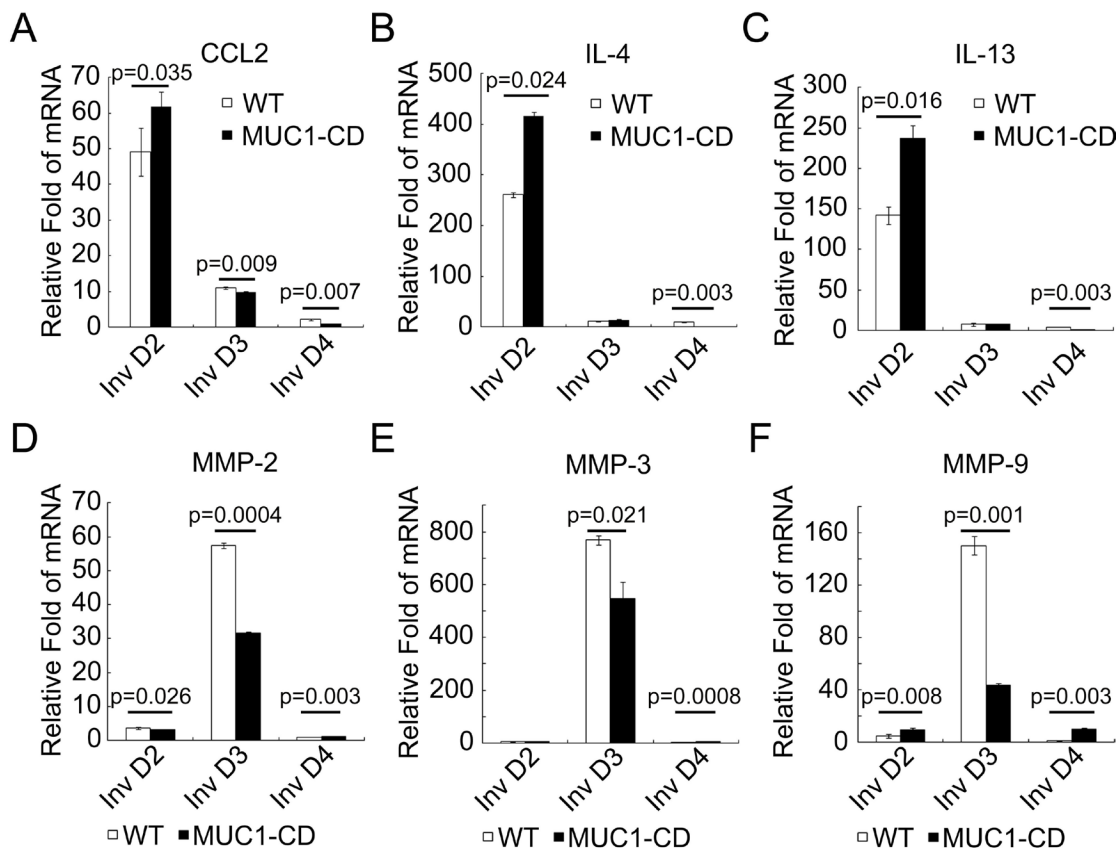 A
CCL2
Relative Fold of mRNA
70
60
50
40
30
20
10
0
p=0.035
p=0.009
p=0.007
WT
MUC1-CD
Inv D2
Inv D3
Inv D4
B
IL-4
Relative Fold of mRNA
500
400
300
200
100
0
p=0.024
p=0.003
WT
MUC1-CD
Inv D2
Inv D3
Inv D4
C
IL-13
Relative Fold of mRNA
300
250
200
150
100
50
0
p=0.016
p=0.003
WT
MUC1-CD
Inv D2
Inv D3
Inv D4
D
MMP-2
Relative Fold of mRNA
70
60
50
40
30
20
10
0
p=0.026
p=0.0004
p=0.003
Inv D2
Inv D3
Inv D4
WT MUC1-CD
E
MMP-3
Relative Fold of mRNA
800
600
400
200
0
p=0.021
p=0.0008
Inv D2
Inv D3
Inv D4
WT MUC1-CD
F
MMP-9
Relative Fold of mRNA
160
120
80
40
0
p=0.008
p=0.001
p=0.003
Inv D2
Inv D3
Inv D4
WT MUC1-CD